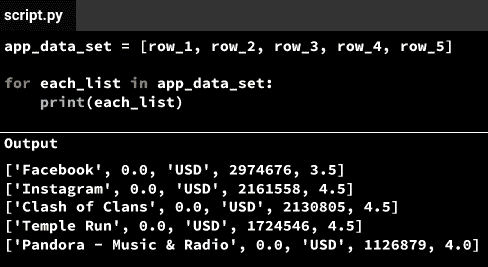 script.py
app_data_set = [row_1, row_2, row_3, row_4, row_5]
for each_list in app_data_set:
    print(each_list)
Output
['Facebook', 0.0, 'USD', 2974676, 3.5]
['Instagram', 0.0, 'USD', 2161558, 4.5]
['Clash of Clans', 0.0, 'USD', 2130805, 4.5]
['Temple Run', 0.0, 'USD', 1724546, 4.5]
['Pandora - Music & Radio', 0.0, 'USD', 1126879, 4.0]